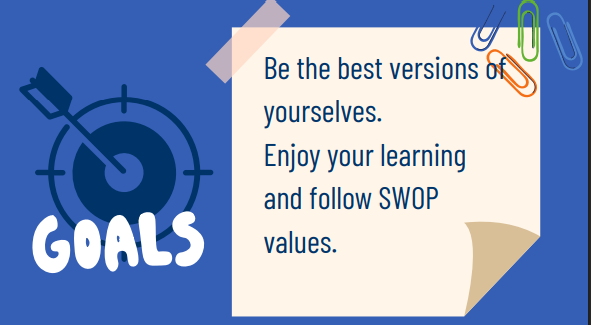 GOALS
Be the best versions of
yourselves.
Enjoy your learning
and follow SWOP
values.